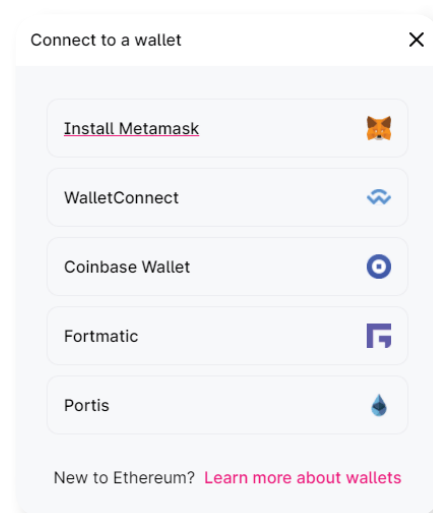 Connect to a wallet
Install Metamask
WalletConnect
Coinbase Wallet
Fortmatic
Portis
New to Ethereum? Learn more about wallets